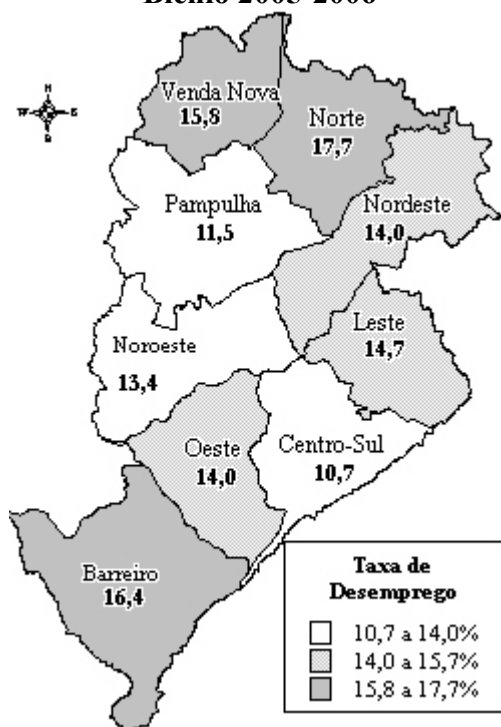 Biênio 2005-2006
N
W E
S
Venda Nova
15,8
Norte
17,7
Pampulha
11,5
Nordeste
14,0
Noroeste
13,4
Leste
14,7
Oeste
14,0
Centro-Sul
10,7
Barreiro
16,4
Taxa de
Desemprego
10,7 a 14,0%
14,0 a 15,7%
15,8 a 17,7%